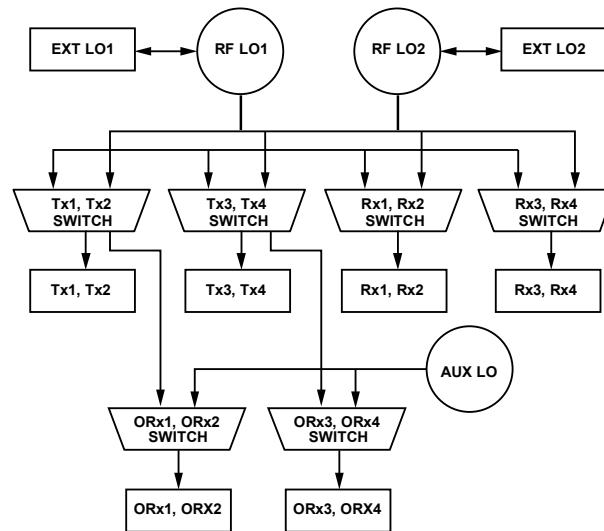 EXT LO1
RF LO1
RF LO2
EXT LO2
Tx1, Tx2
SWITCH
Tx3, Tx4
SWITCH
Rx1, Rx2
SWITCH
Rx3, Rx4
SWITCH
Tx1, Tx2
Tx3, Tx4
Rx1, Rx2
Rx3, Rx4
AUX LO
ORx1, ORx2
SWITCH
ORx3, ORx4
SWITCH
ORx1, ORX2
ORx3, ORX4